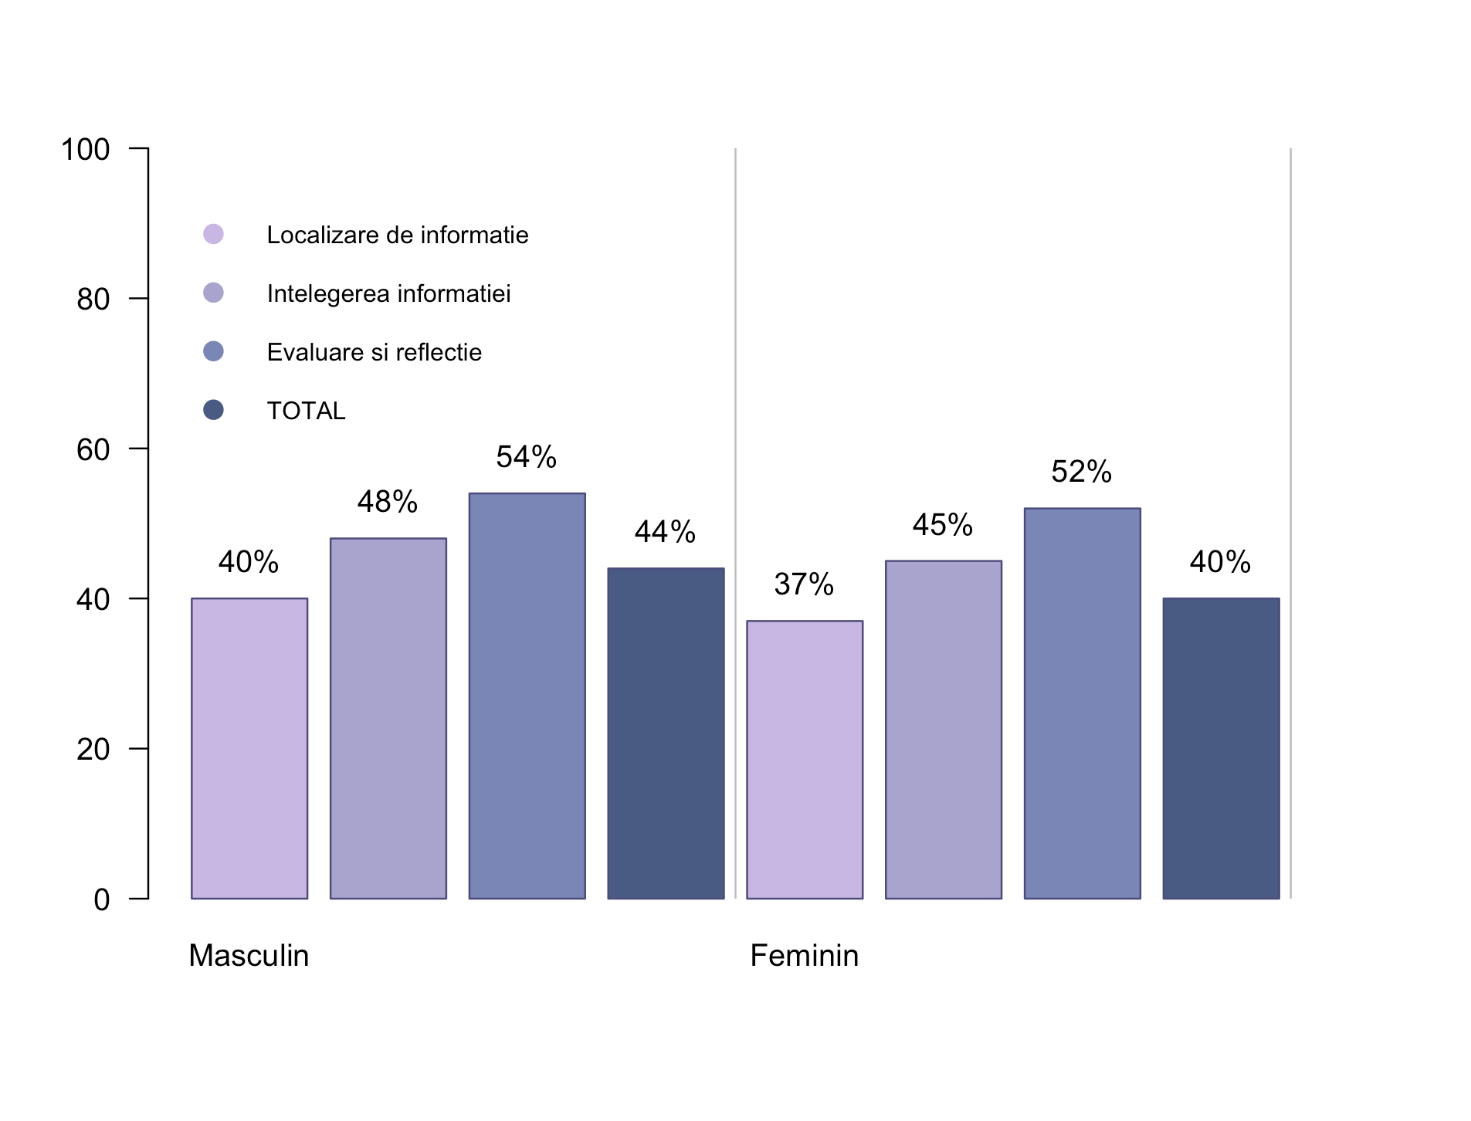 100
80
60
40
20
0
Localizare de informatie
Intelegerea informatiei
Evaluare si reflectie
TOTAL
40%
48%
54%
44%
37%
45%
52%
40%
Masculin
Feminin